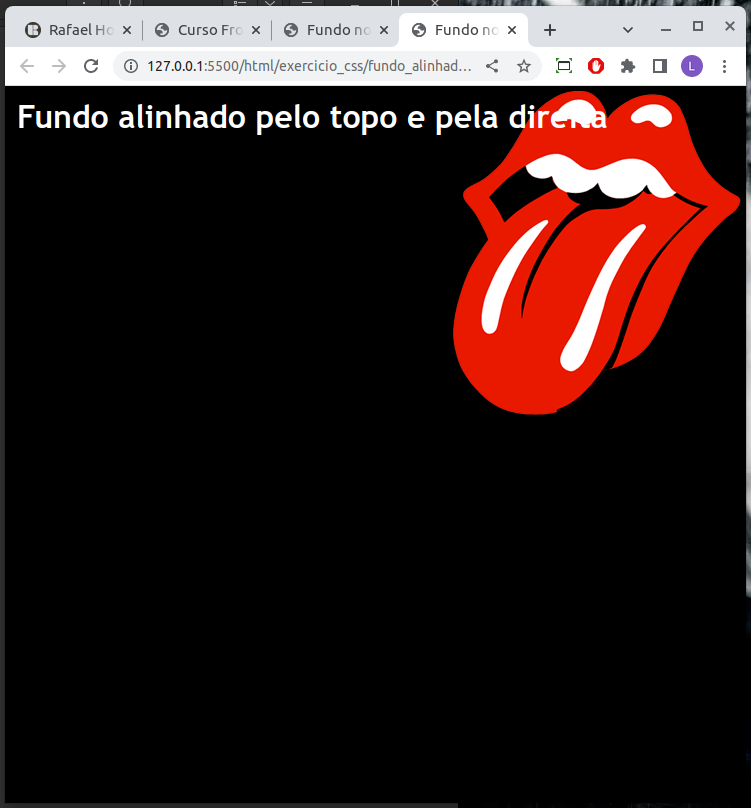 Rafael Ho
Curso Fro
Fundo no
Fundo no
127.0.0.1:5500/html/exercicio_css/fundo_alinhad...
L
Fundo alinhado pelo topo e pela direita